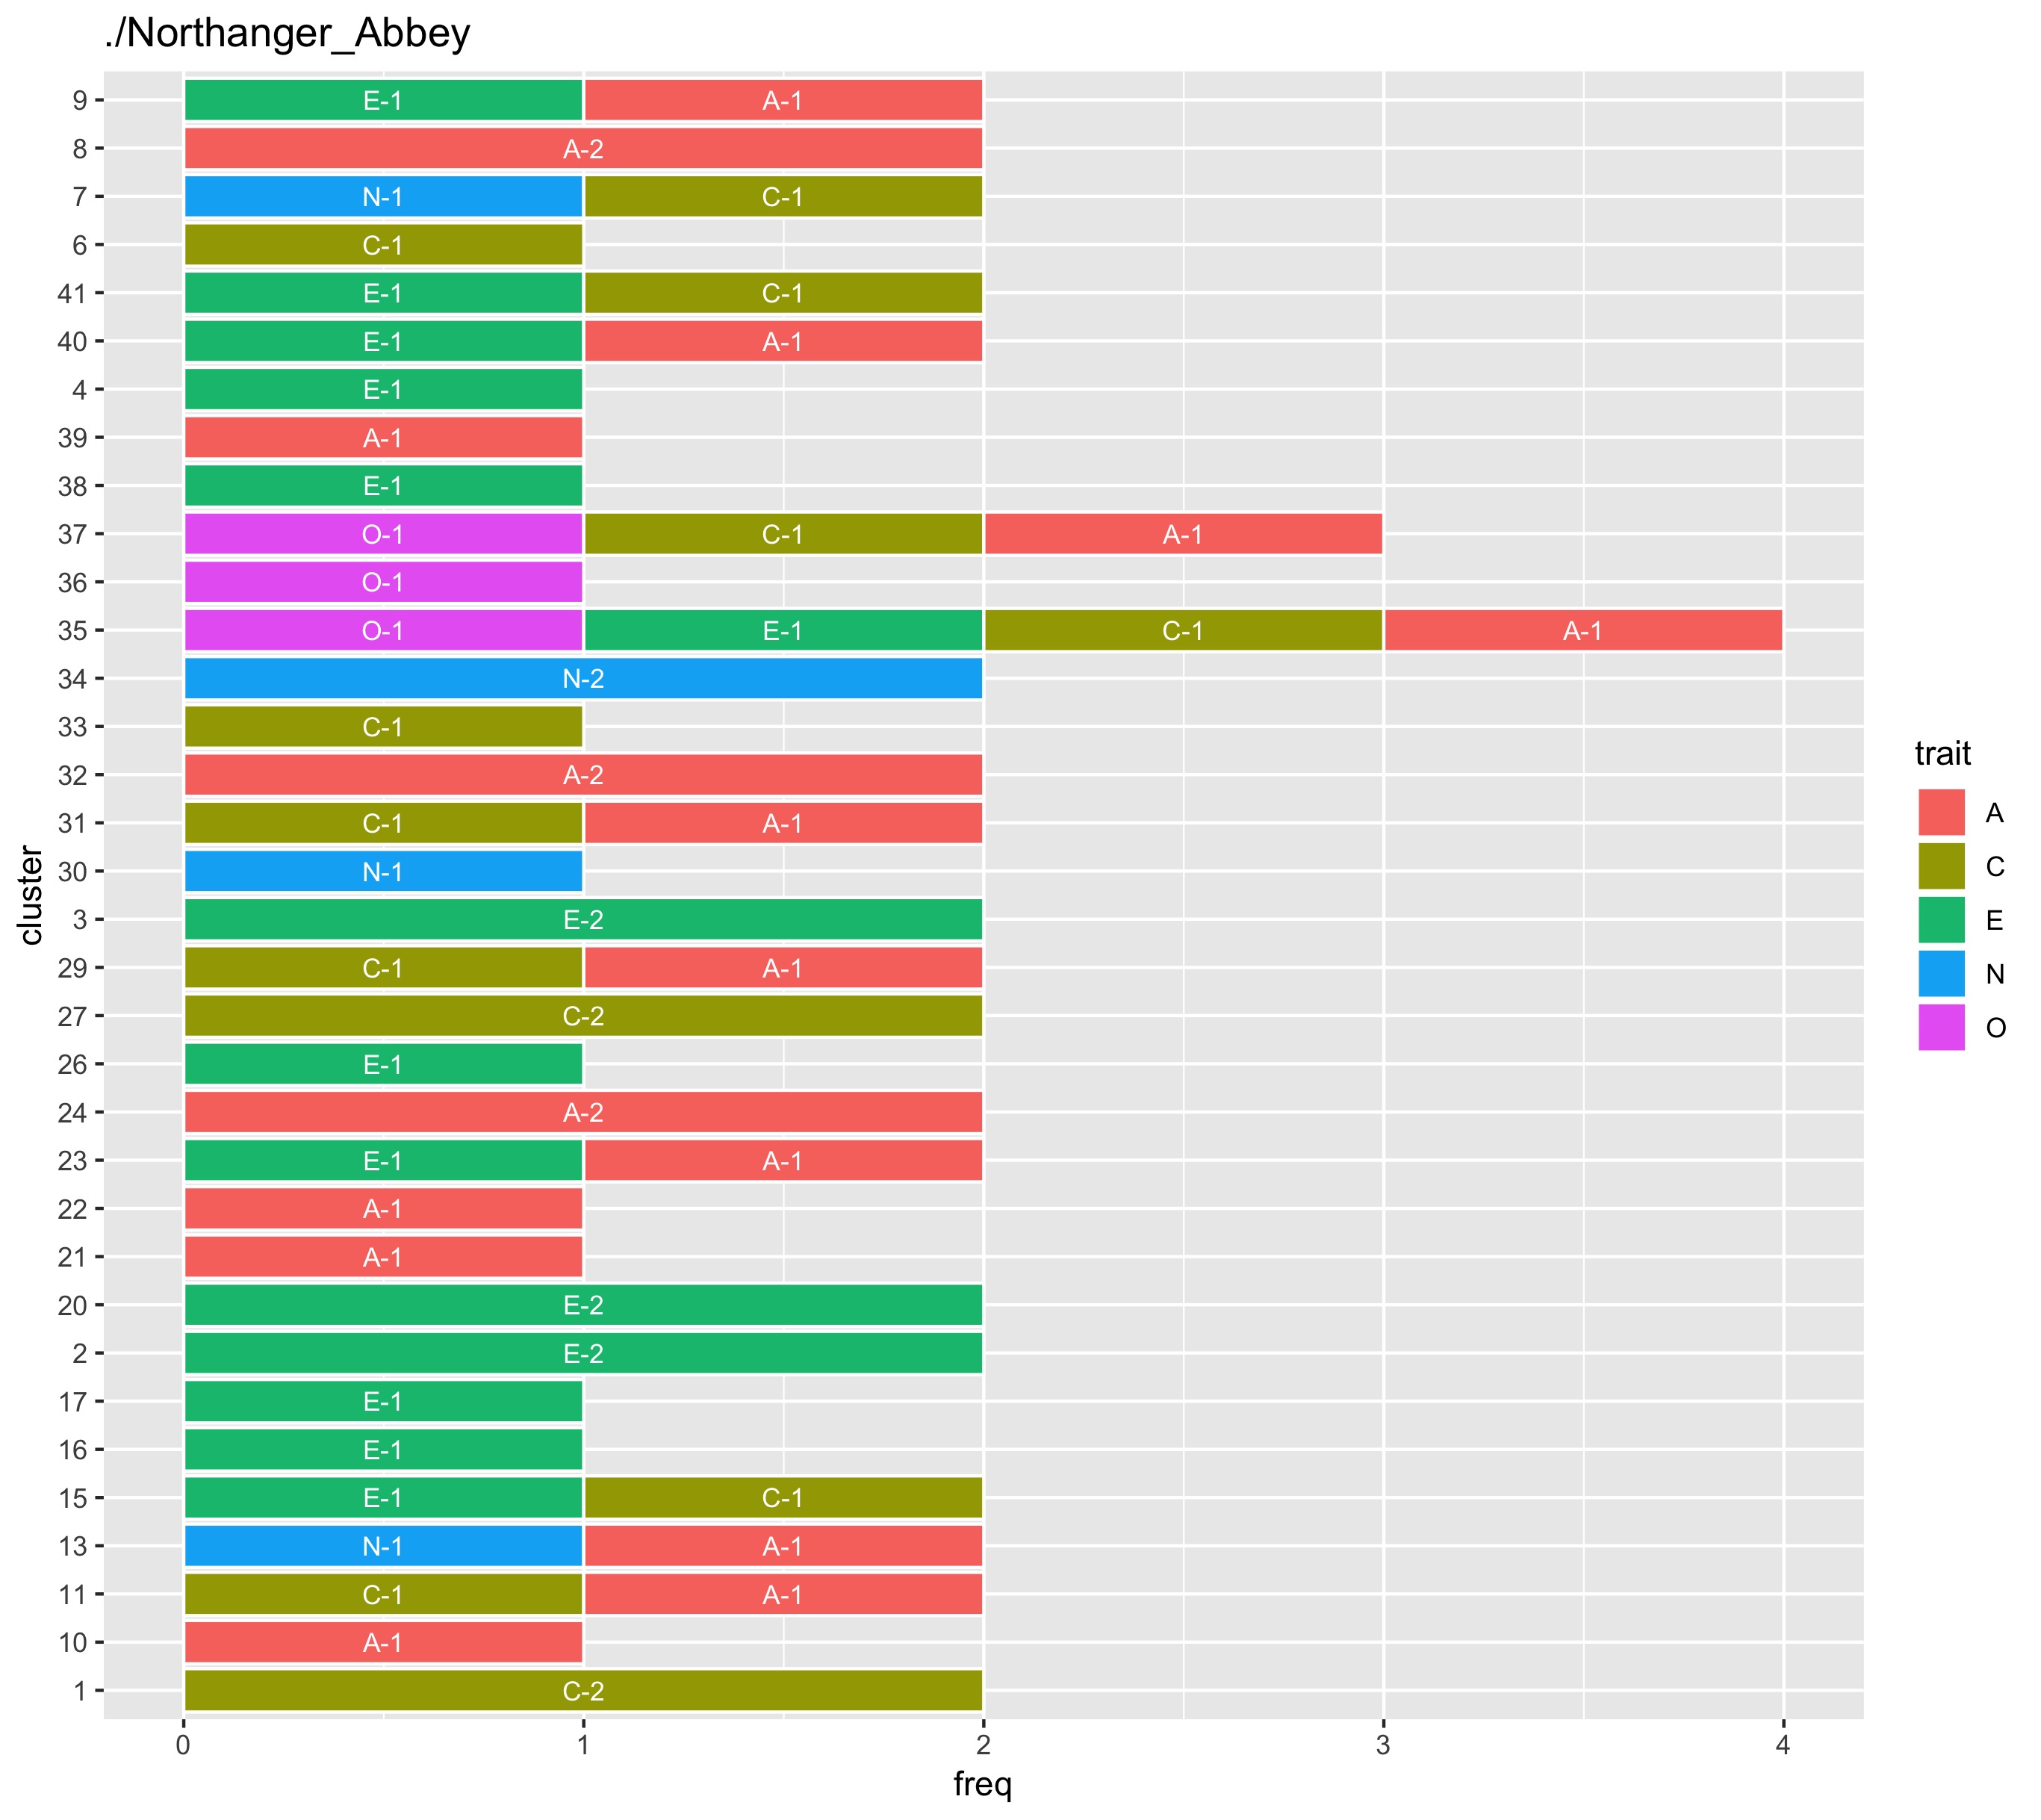 ./Northanger_Abbey
9 E-1 A-1
8 A-2
7 N-1 C-1
6 C-1
41 E-1 C-1
40 E-1 A-1
4 E-1
39 A-1
38 E-1
37 O-1 C-1 A-1
36 O-1
35 O-1 E-1 C-1 A-1
34 N-2
33 C-1
32 A-2
31 C-1 A-1
30 N-1
3 E-2
29 C-1 A-1
27 C-2
26 E-1
24 A-2
23 E-1 A-1
22 A-1
21 A-1
20 E-2
2 E-2
17 E-1
16 E-1
15 E-1 C-1
13 N-1 A-1
11 C-1 A-1
10 A-1
1 C-2
0 1 2 3 4
freq
cluster
trait
A
C
E
N
O